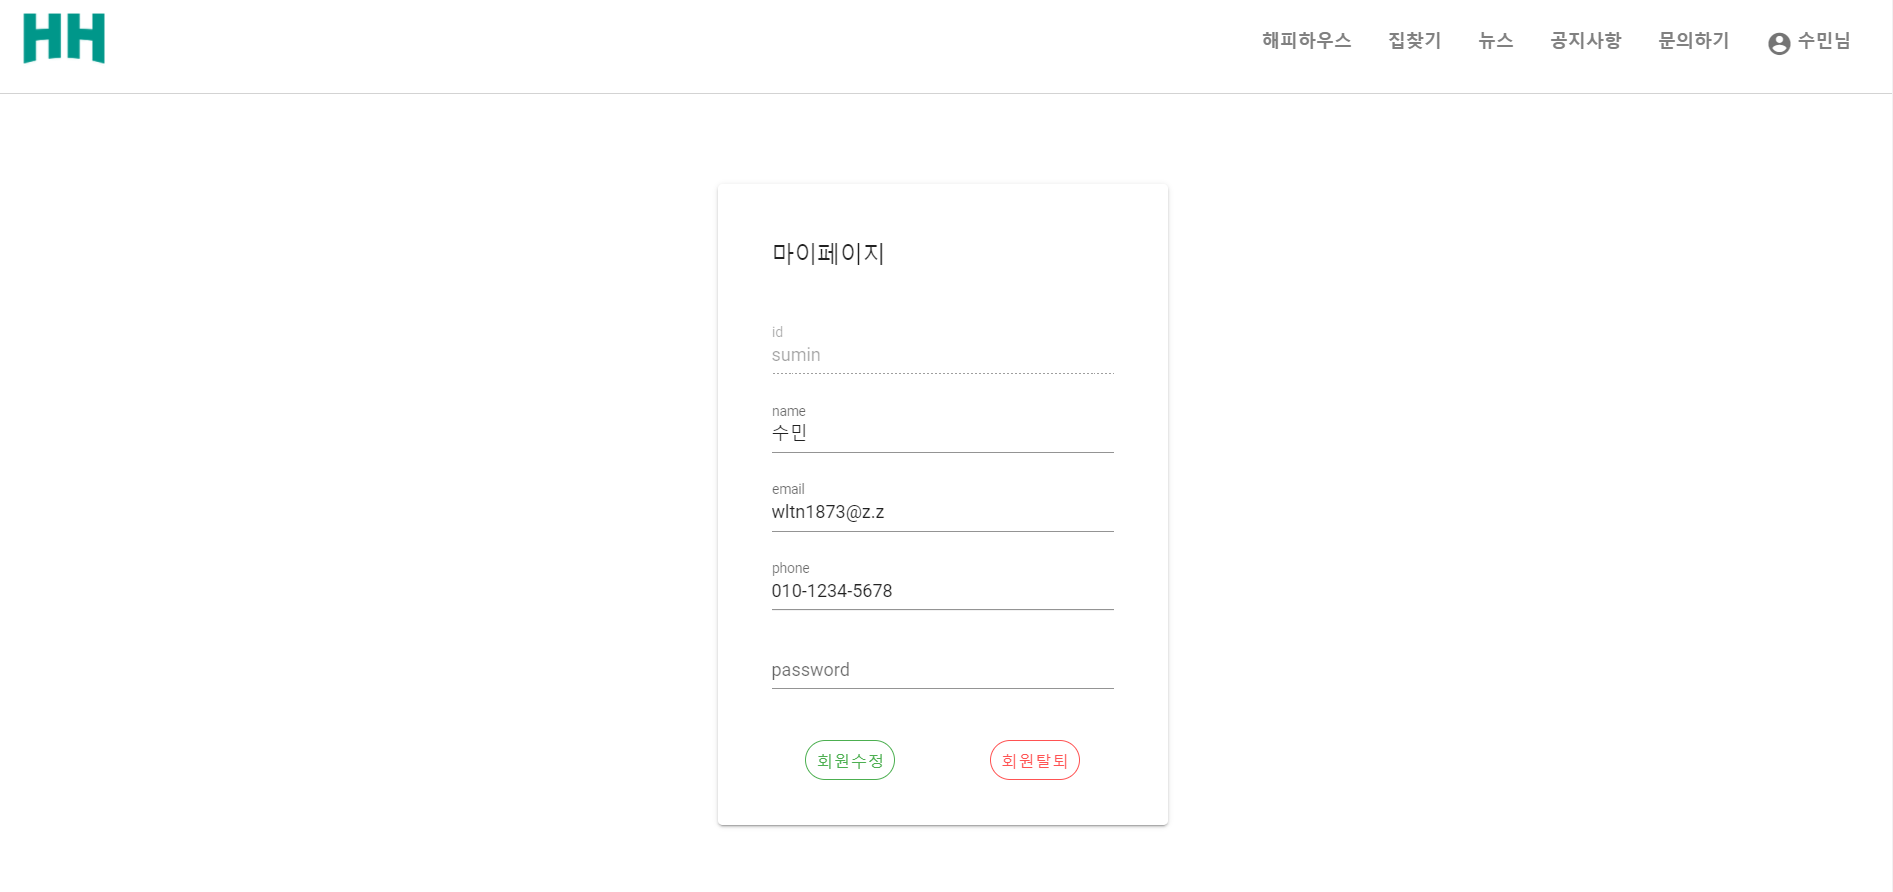 HH
해피하우스 집찾기 뉴스 공지사항 문의하기 수민님
마이페이지
id
sumin
name
수민
email
wltn1873@z.z
phone
010-1234-5678
password
회원수정 회원탈퇴